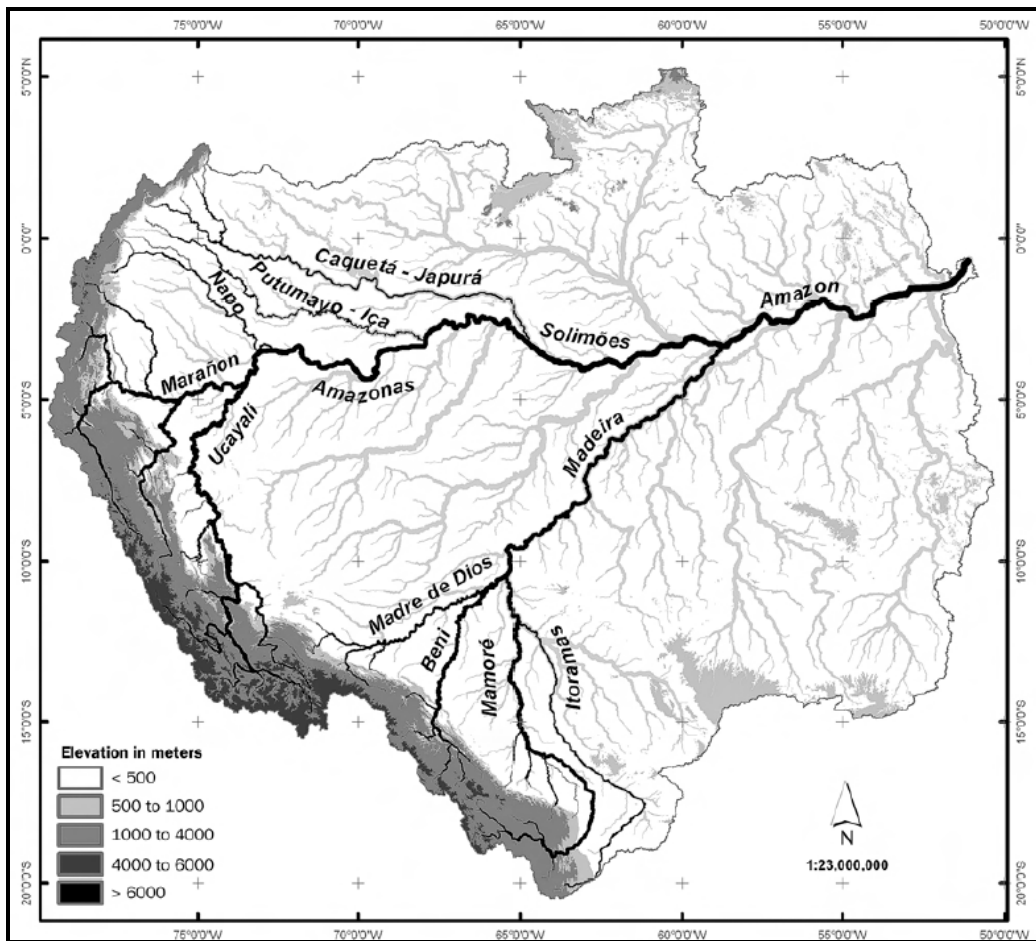 75°0'0"W 70°0'0"W 65°0'0"W 60°0'0"W 55°0'0"W 50°0'0"W
5°0'0"N
5°0'0"N
0°0'0"
0°0'0"
5°0'0"S
5°0'0"S
10°0'0"S
10°0'0"S
15°0'0"S
15°0'0"S
20°0'0"S
20°0'0"S
Caquetá - Japurá
Putumayo - Iça
Napo
Amazon
Solimões
Marañon
Amazonas
Ucayali
Madeira
Madre de Dios
Beni
Mamoré
Itoramas
Elevation in meters
< 500
500 to 1000
1000 to 4000
4000 to 6000
> 6000
N
1:23,000,000
75°0'0"W 70°0'0"W 65°0'0"W 60°0'0"W 55°0'0"W 50°0'0"W